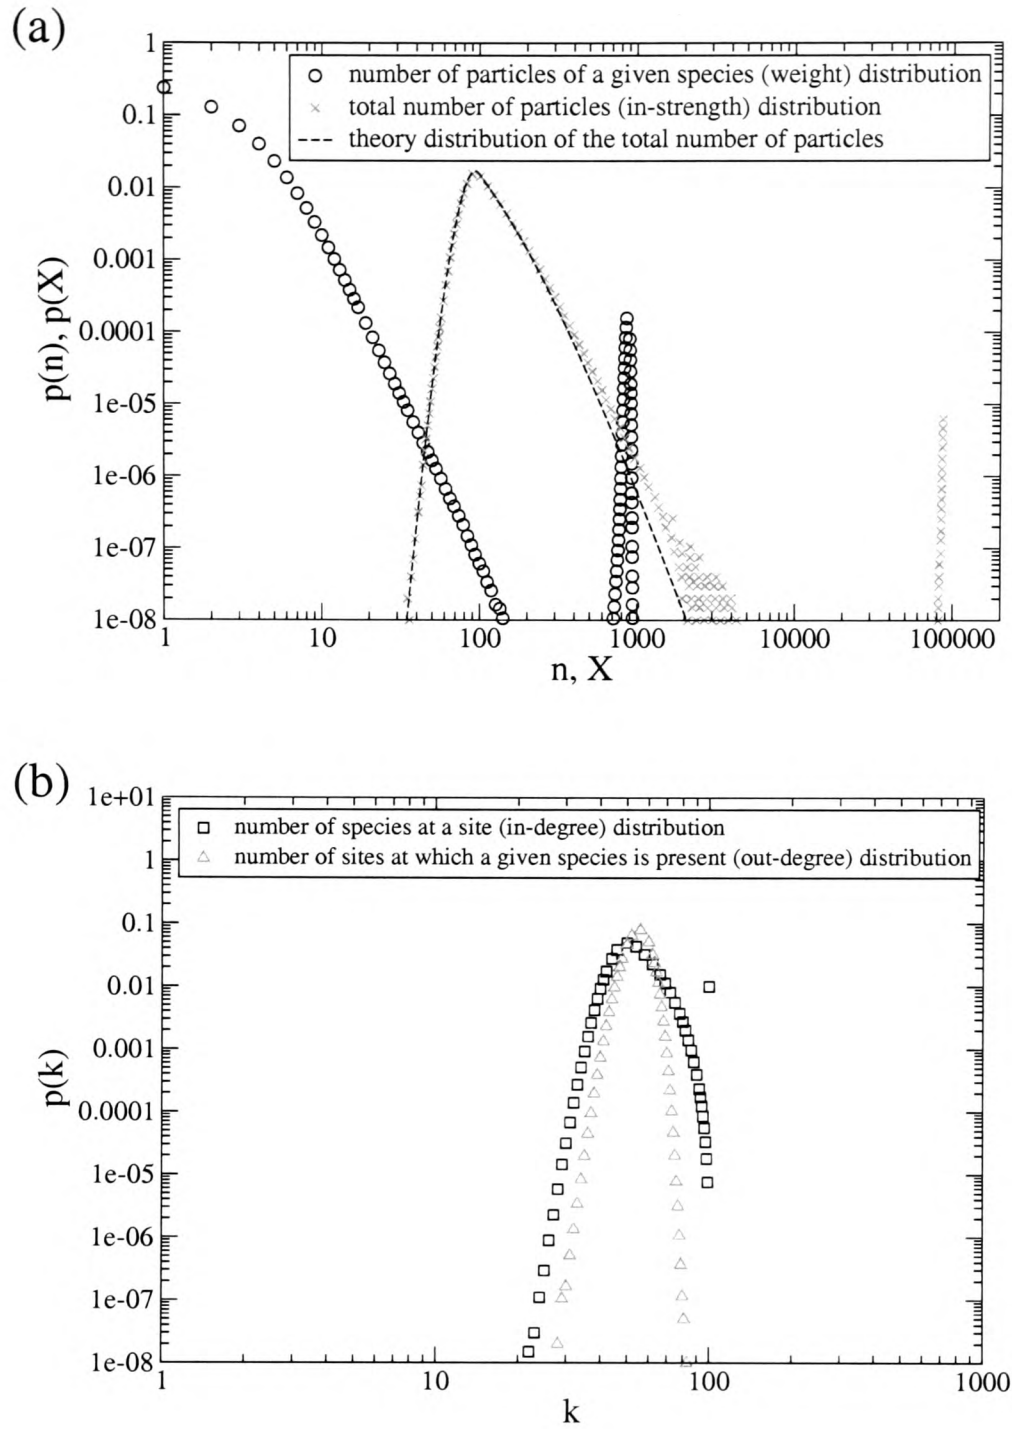 (a)
1
0.1
0.01
0.001
0.0001
1e-05
1e-06
1e-07
1e-08
p(n), p(X)
number of particles of a given species (weight) distribution
total number of particles (in-strength) distribution
theory distribution of the total number of particles
1 10 100 1000 10000 100000
n, X
(b)
1e+01
1
0.1
0.01
0.001
0.0001
1e-05
1e-06
1e-07
1e-08
p(k)
number of species at a site (in-degree) distribution
number of sites at which a given species is present (out-degree) distribution
1 10 100 1000
k